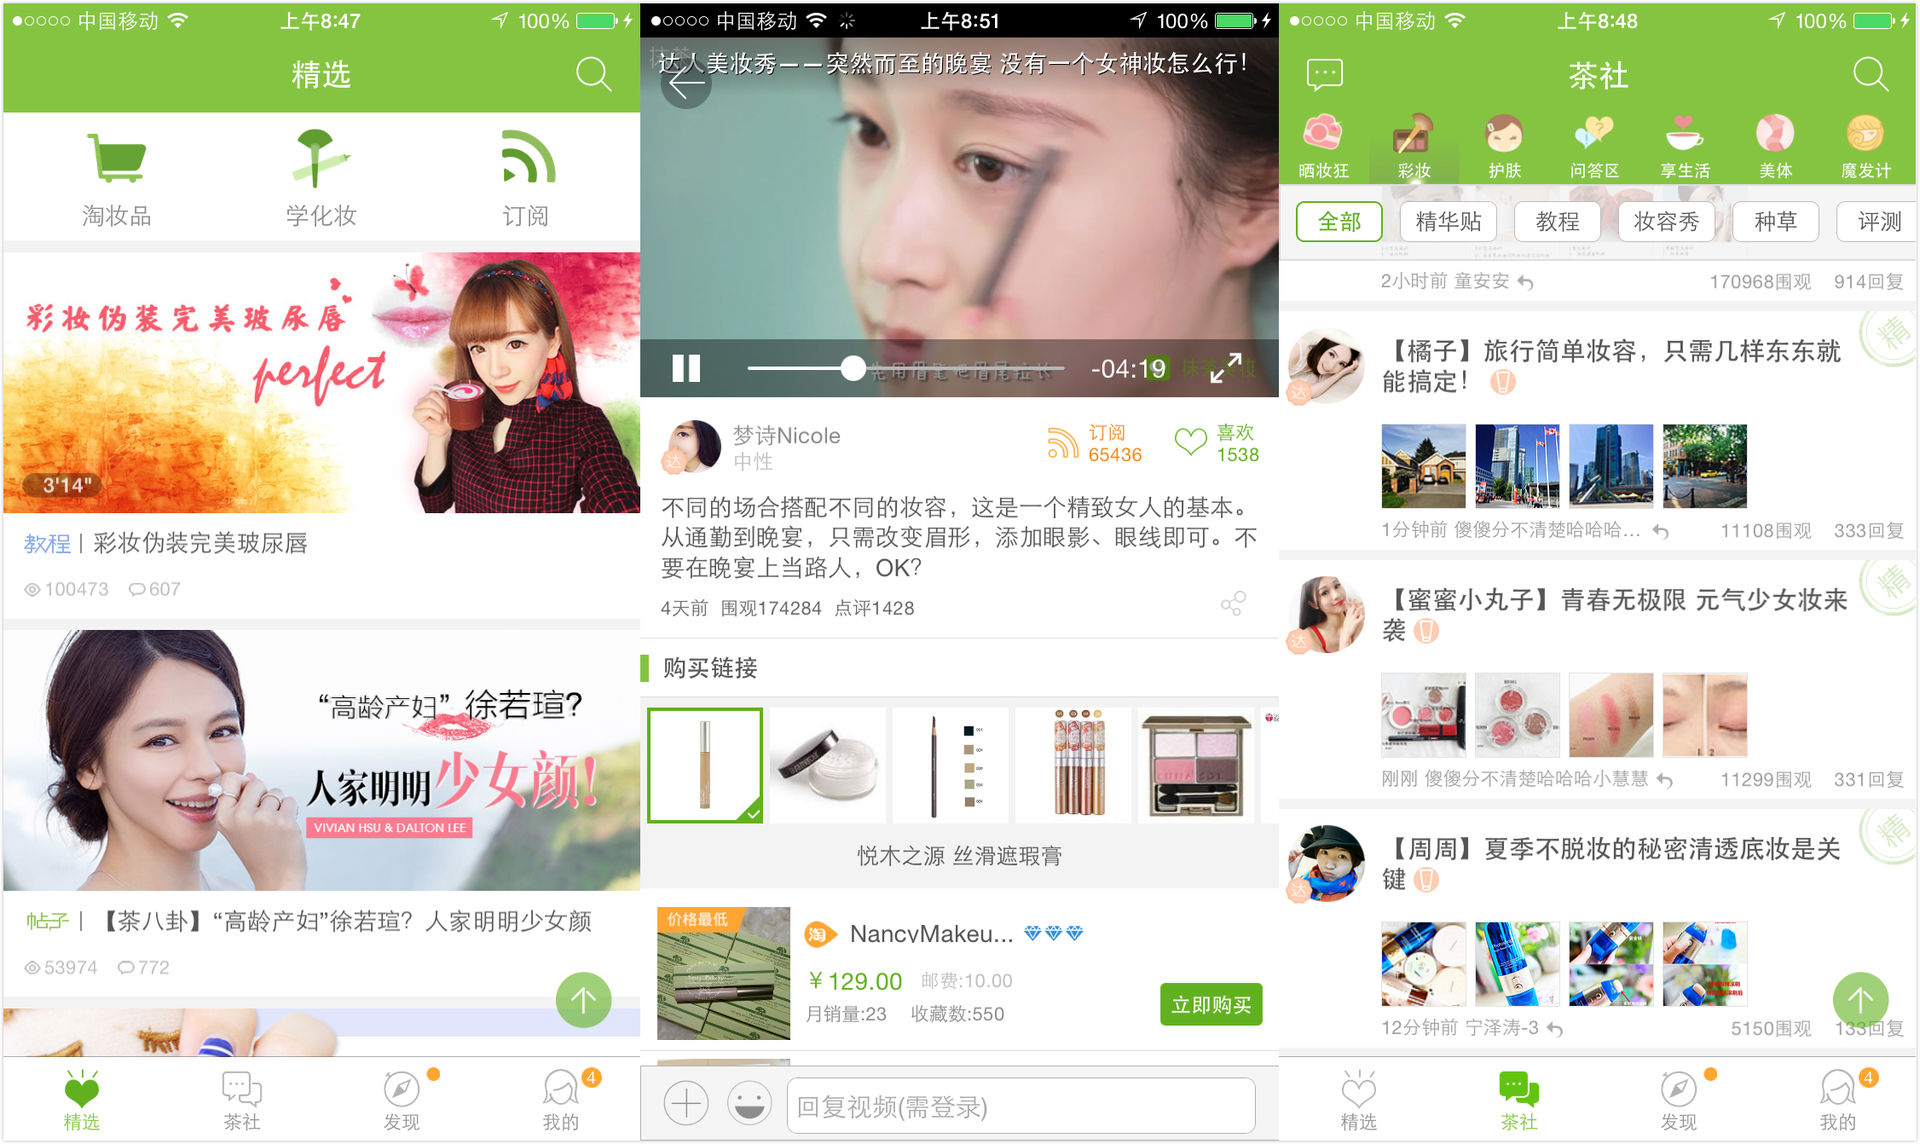 中国移动 上午8:47 100%
精选
淘妆品 学化妆 订阅
彩妆伪装完美玻尿唇
perfect
3'14"
教程 | 彩妆伪装完美玻尿唇
100473 607
“高龄产妇”徐若瑄?
人家明明少女颜!
VIVIAN HSU & DALTON LEE
帖子 | 【茶八卦】“高龄产妇”徐若瑄？人家明明少女颜
53974 772
精选 茶社 发现 我的 4
中国移动 上午8:51 100%
达人美妆秀——突然而至的晚宴 没有一个女神妆怎么行!
-04:19
梦诗Nicole
中性
达
订阅
65436
喜欢
1538
不同的场合搭配不同的妆容，这是一个精致女人的基本。
从通勤到晚宴，只需改变眉形，添加眼影、眼线即可。不
要在晚宴上当路人，OK？
4天前 围观174284 点评1428
购买链接
悦木之源 丝滑遮瑕膏
价格最低
淘 NancyMakeu...
￥129.00 邮费:10.00
月销量:23 收藏数:550
立即购买
回复视频(需登录)
中国移动 上午8:48 100%
茶社
晒妆狂 彩妆 护肤 问答区 享生活 美体 魔发计
全部 精华贴 教程 妆容秀 种草 评测
2小时前 童安安 170968围观 914回复
精
【橘子】旅行简单妆容，只需几样东东就
能搞定！
达
1分钟前 傻傻分不清楚哈哈哈... 11108围观 333回复
精
【蜜蜜小丸子】青春无极限 元气少女妆来
袭
达
刚刚 傻傻分不清楚哈哈哈小慧慧 11299围观 331回复
精
【周周】夏季不脱妆的秘密清透底妆是关
键
达
12分钟前 宁泽涛-3 5150围观 133回复
精选 茶社 发现 我的 4